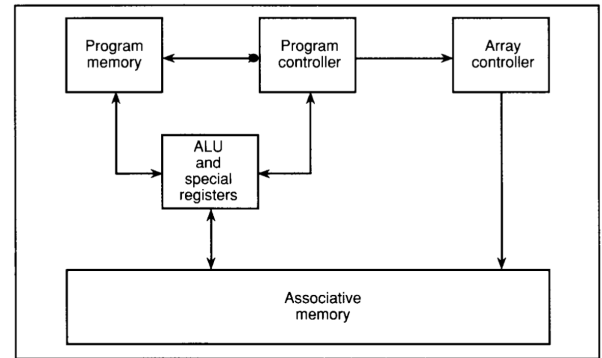 Program
memory
Program
controller
Array
controller
ALU
and
special
registers
Associative
memory